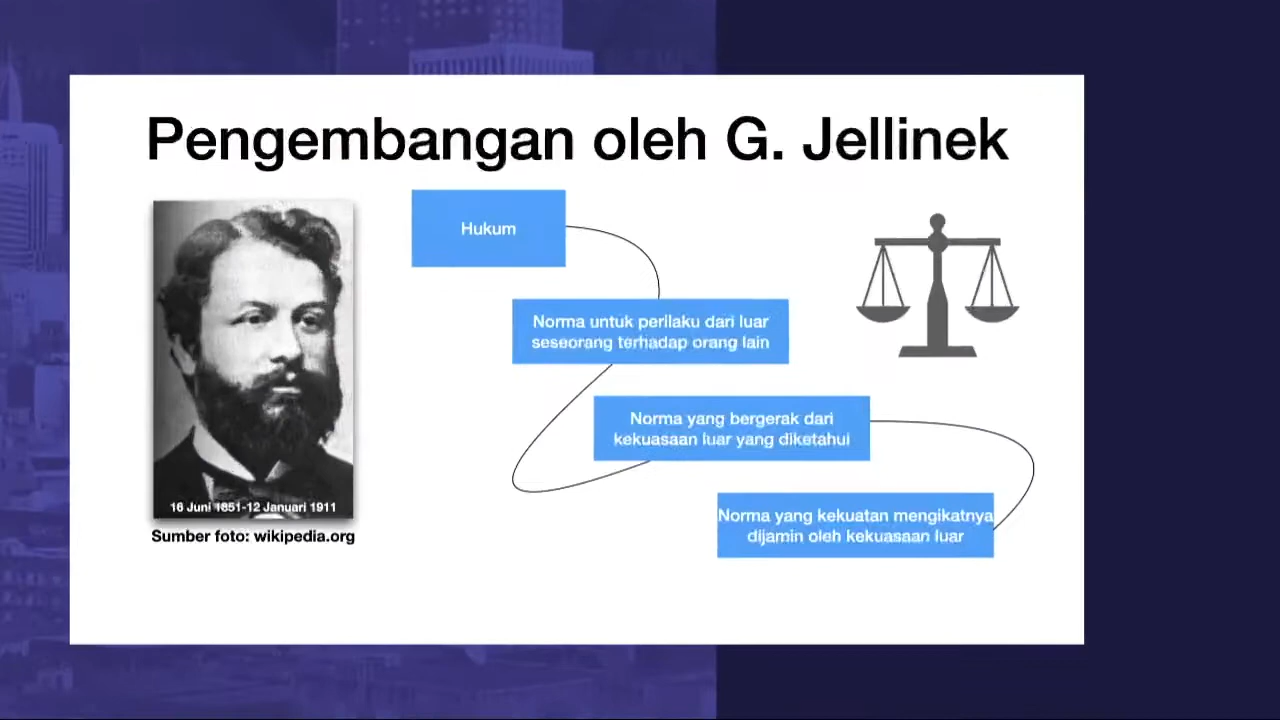 Pengembangan oleh G. Jellinek
Hukum
Norma untuk perilaku dari luar
seseorang terhadap orang lain
Norma yang bergerak dari
kekuasaan luar yang diketahui
Norma yang kekuatan mengikatnya
dijamin oleh kekuasaan luar
16 Juni 1851-12 Januari 1911
Sumber foto: wikipedia.org